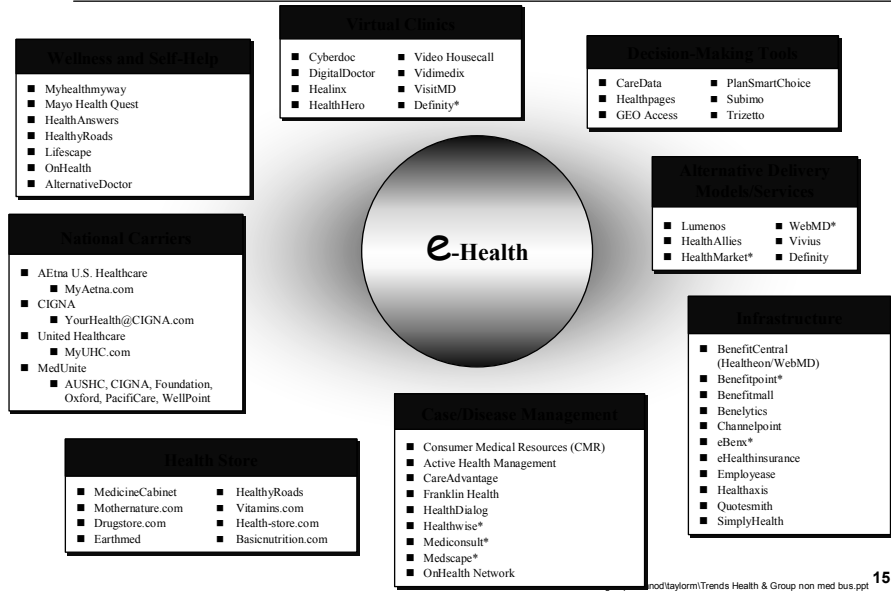 Virtual Clinics
Cyberdoc
DigitalDoctor
Healinx
HealthHero
Video Housecall
Vidimedix
VisitMD
Definity*
Wellness and Self-Help
Myhealthmyway
Mayo Health Quest
HealthAnswers
HealthyRoads
Lifescape
OnHealth
AlternativeDoctor
Decision-Making Tools
CareData
Healthpages
GEO Access
PlanSmartChoice
Subimo
Trizetto
Alternative Delivery
Models/Services
Lumenos
HealthAllies
HealthMarket*
WebMD*
Vivius
Definity
National Carriers
AEtna U.S. Healthcare
MyAetna.com
CIGNA
YourHealth@CIGNA.com
United Healthcare
MyUHC.com
MedUnite
AUSHC, CIGNA, Foundation,
Oxford, PacifiCare, WellPoint
e-Health
Infrastructure
BenefitCentral
(Healtheon/WebMD)
Benefitpoint*
Benefitmall
Benelytics
Channelpoint
eBenx*
eHealthinsurance
Employease
Healthaxis
Quotesmith
SimplyHealth
Case/Disease Management
Consumer Medical Resources (CMR)
Active Health Management
CareAdvantage
Franklin Health
HealthDialog
Healthwise*
Mediconsult*
Medscape*
OnHealth Network
Health Store
MedicineCabinet
Mothernature.com
Drugstore.com
Earthmed
HealthyRoads
Vitamins.com
Health-store.com
Basicnutrition.com
\taylorm\Trends Health & Group non med bus.ppt
15